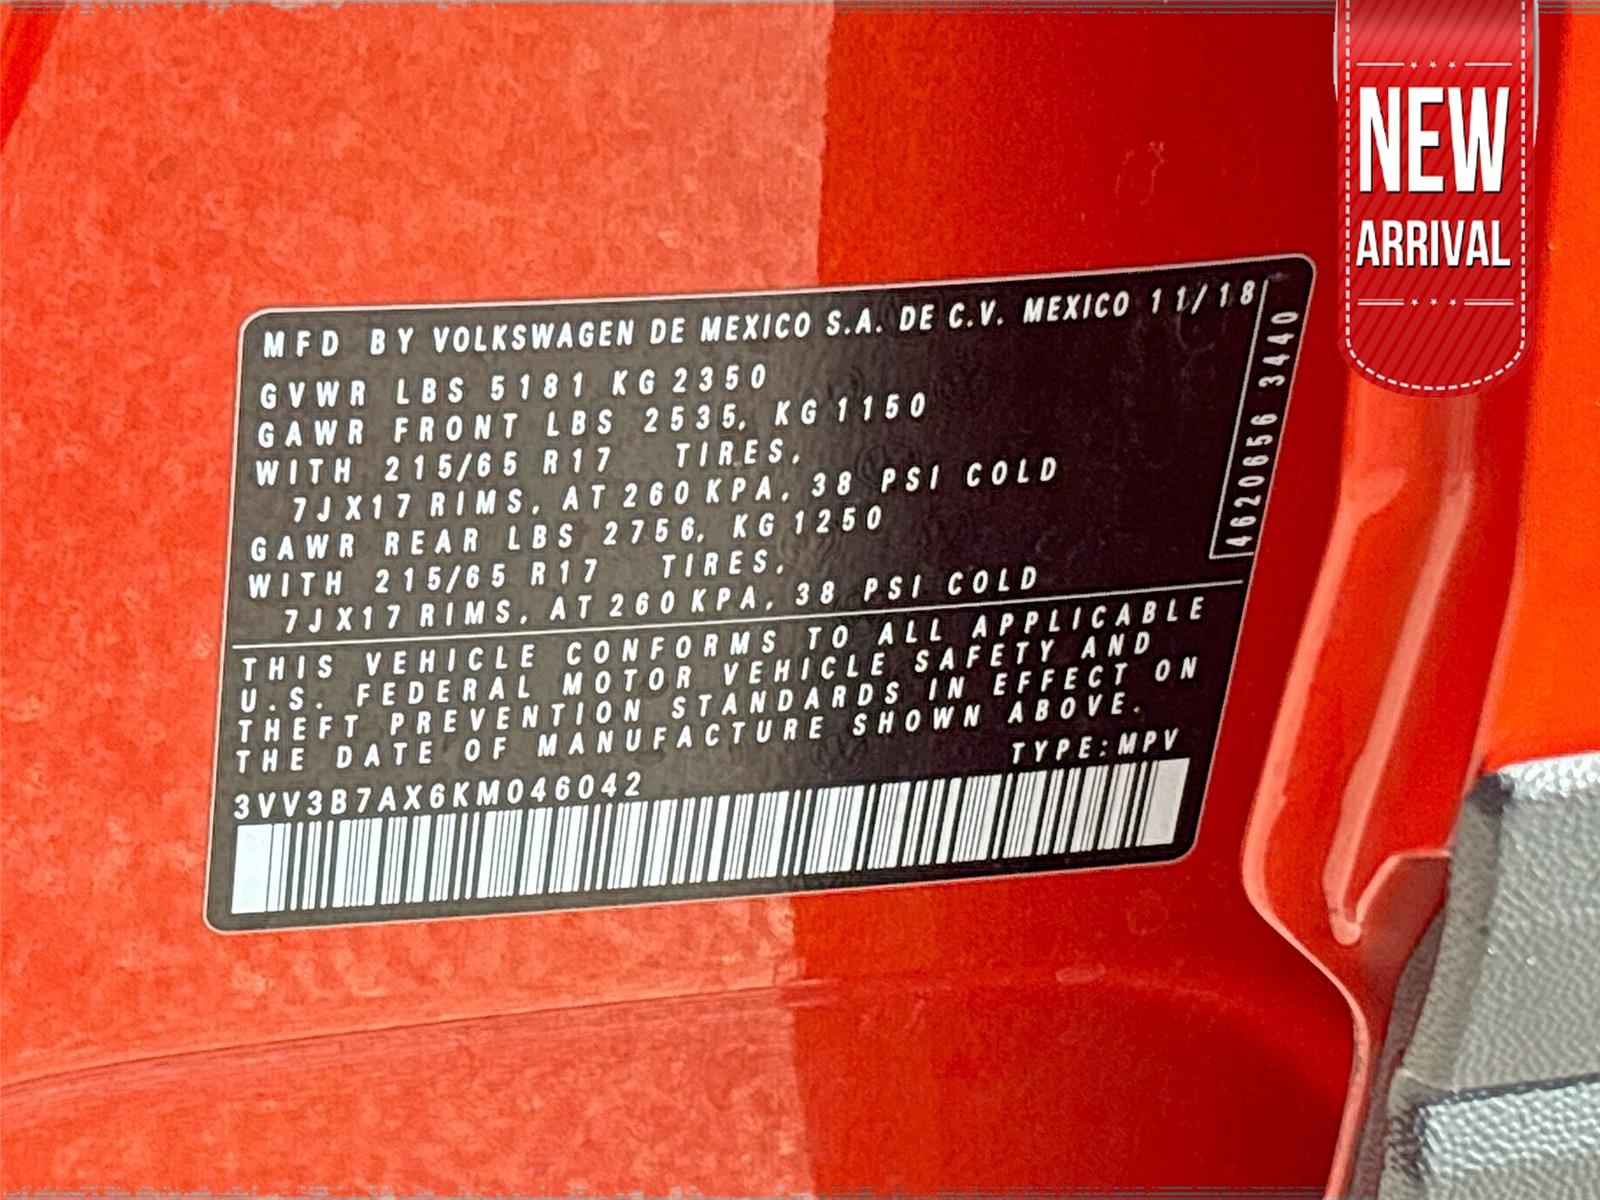 NEW
ARRIVAL
MFD BY VOLKSWAGEN DE MEXICO S.A. DE C.V. MEXICO 11/18
GVWR LBS 5181 KG 2350
GAWR FRONT LBS 2535, KG 1150
WITH 215/65 R17 TIRES,
7JX17 RIMS, AT 260 KPA, 38 PSI COLD
GAWR REAR LBS 2756, KG 1250
WITH 215/65 R17 TIRES,
7JX17 RIMS, AT 260 KPA, 38 PSI COLD
4620656 3440
THIS VEHICLE CONFORMS TO ALL APPLICABLE
U.S. FEDERAL MOTOR VEHICLE SAFETY AND
THEFT PREVENTION STANDARDS IN EFFECT ON
THE DATE OF MANUFACTURE SHOWN ABOVE.
TYPE:MPV
3VV3B7AX6KM046042